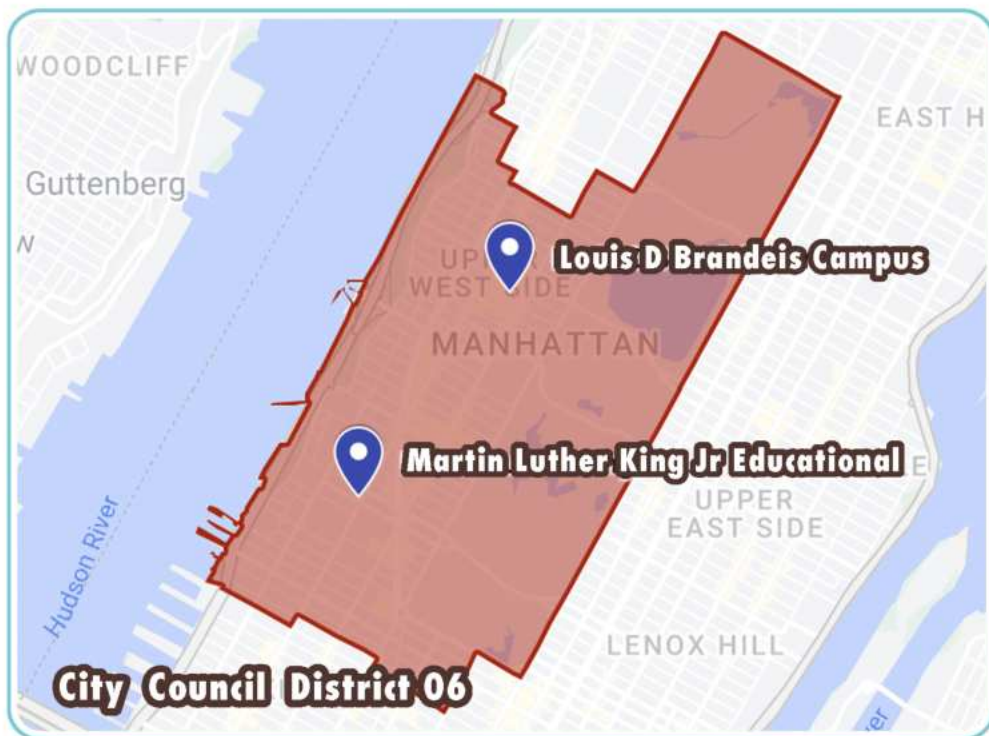 WOODCLIFF
EAST H
Guttenberg
W
Louis D Brandeis Campus
WEST SIDE
MANHATTAN
Martin Luther King Jr Educational
E
UPPER
EAST SIDE
Hudson River
LENOX HILL
City Council District 06